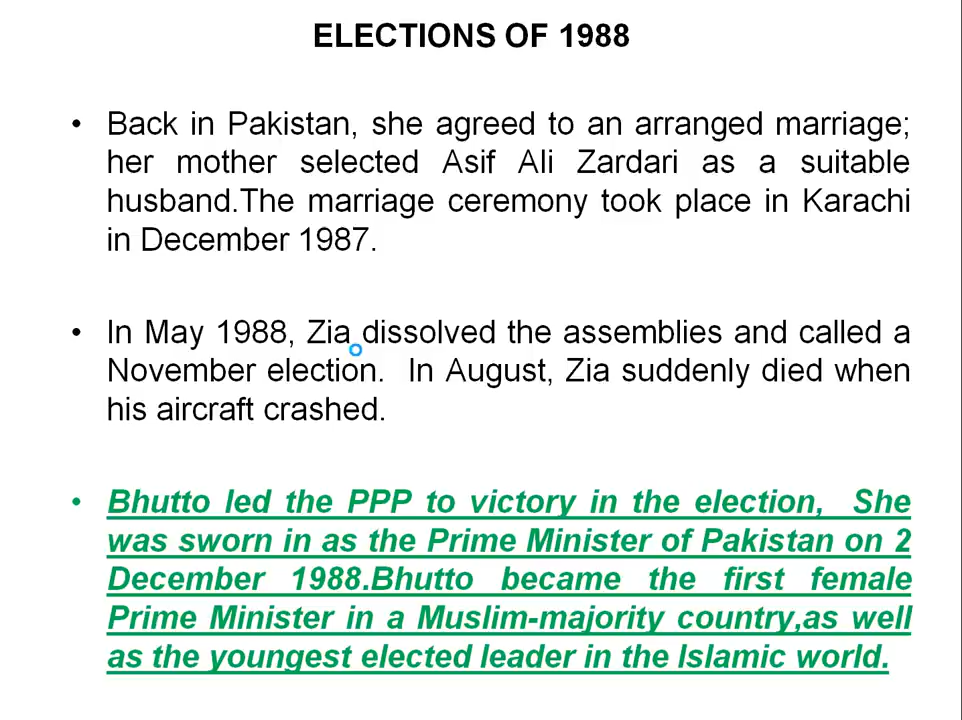 ELECTIONS OF 1988
• Back in Pakistan, she agreed to an arranged marriage;
her mother selected Asif Ali Zardari as a suitable
husband.The marriage ceremony took place in Karachi
in December 1987.
• In May 1988, Zia dissolved the assemblies and called a
November election.  In August, Zia suddenly died when
his aircraft crashed.
• Bhutto led the PPP to victory in the election,  She
was sworn in as the Prime Minister of Pakistan on 2
December 1988.Bhutto became the first female
Prime Minister in a Muslim-majority country,as well
as the youngest elected leader in the Islamic world.